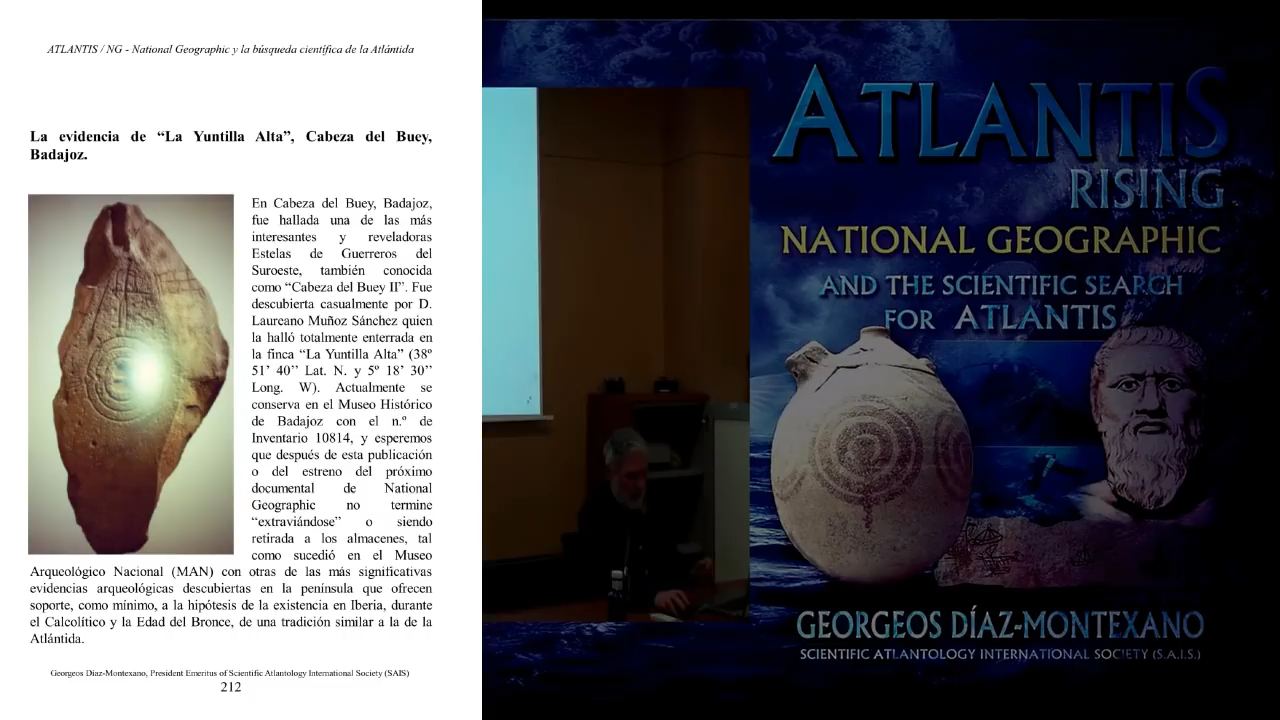 ATLANTIS / NG - National Geographic y la búsqueda científica de la Atlántida
La evidencia de “La Yuntilla Alta”, Cabeza del Buey,
Badajoz.
En Cabeza del Buey, Badajoz,
fue hallada una de las más
interesantes y reveladoras
Estelas de Guerreros del
Suroeste, también conocida
como “Cabeza del Buey II”. Fue
descubierta casualmente por D.
Laureano Muñoz Sánchez quien
la halló totalmente enterrada en
la finca “La Yuntilla Alta” (38º
51’ 40’’ Lat. N. y 5º 18’ 30’’
Long. W). Actualmente se
conserva en el Museo Histórico
de Badajoz con el n.º de
Inventario 10814, y esperemos
que después de esta publicación
o del estreno del próximo
documental de National
Geographic no termine
“extraviándose” o siendo
retirada a los almacenes, tal
como sucedió en el Museo
Arqueológico Nacional (MAN) con otras de las más significativas
evidencias arqueológicas descubiertas en la península que ofrecen
soporte, como mínimo, a la hipótesis de la existencia en Iberia, durante
el Calcolítico y la Edad del Bronce, de una tradición similar a la de la
Atlántida.
Georgeos Díaz-Montexano, President Emeritus of Scientific Atlantology International Society (SAIS)
212
ATLANTIS
RISING
NATIONAL GEOGRAPHIC
AND THE SCIENTIFIC SEARCH
FOR ATLANTIS
GEORGEOS DÍAZ-MONTEXANO
SCIENTIFIC ATLANTOLOGY INTERNATIONAL SOCIETY (S.A.I.S.)